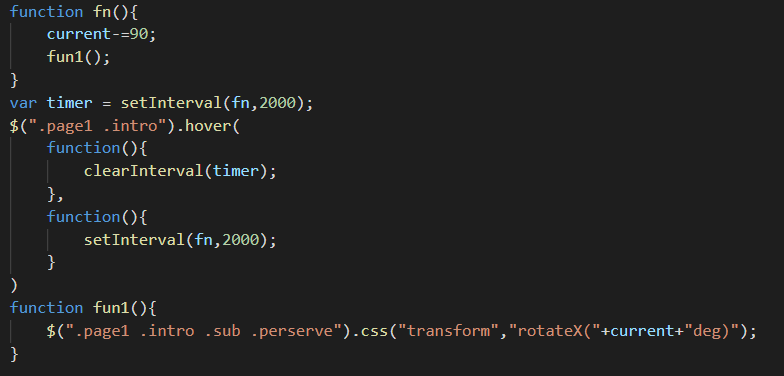 function fn(){
    current-=90;
    fun1();
}
var timer = setInterval(fn,2000);
$(".page1 .intro").hover(
    function(){
        clearInterval(timer);
    },
    function(){
        setInterval(fn,2000);
    }
)
function fun1(){
    $(".page1 .intro .sub .perserve").css("transform","rotateX("+current+"deg)");
}